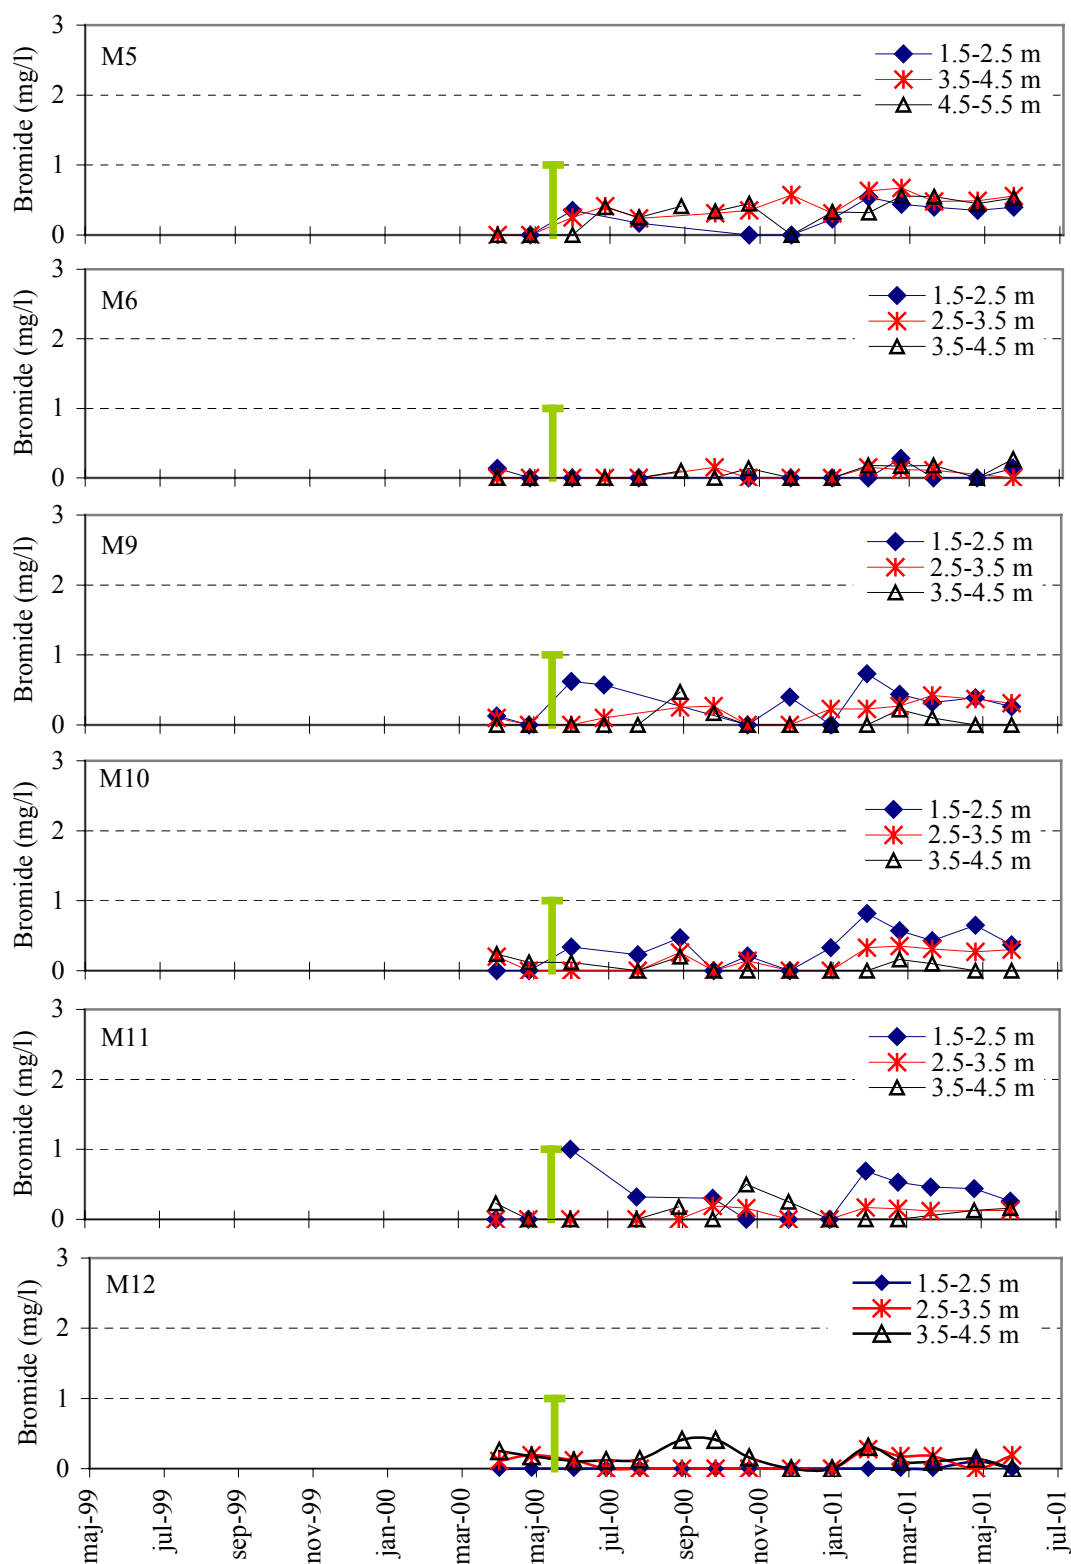 3
M5
1.5-2.5 m
3.5-4.5 m
4.5-5.5 m
2
1
0
Bromide (mg/l)
3
M6
1.5-2.5 m
2.5-3.5 m
3.5-4.5 m
2
1
0
Bromide (mg/l)
3
M9
1.5-2.5 m
2.5-3.5 m
3.5-4.5 m
2
1
0
Bromide (mg/l)
3
M10
1.5-2.5 m
2.5-3.5 m
3.5-4.5 m
2
1
0
Bromide (mg/l)
3
M11
1.5-2.5 m
2.5-3.5 m
3.5-4.5 m
2
1
0
Bromide (mg/l)
3
M12
1.5-2.5 m
2.5-3.5 m
3.5-4.5 m
2
1
0
Bromide (mg/l)
maj-99
jul-99
sep-99
nov-99
jan-00
mar-00
maj-00
jul-00
sep-00
nov-00
jan-01
mar-01
maj-01
jul-01